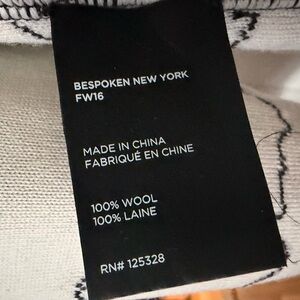 BESPOKEN NEW YORK
FW16
MADE IN CHINA
FABRIQUÉ EN CHINE
100% WOOL
100% LAINE
RN# 125328